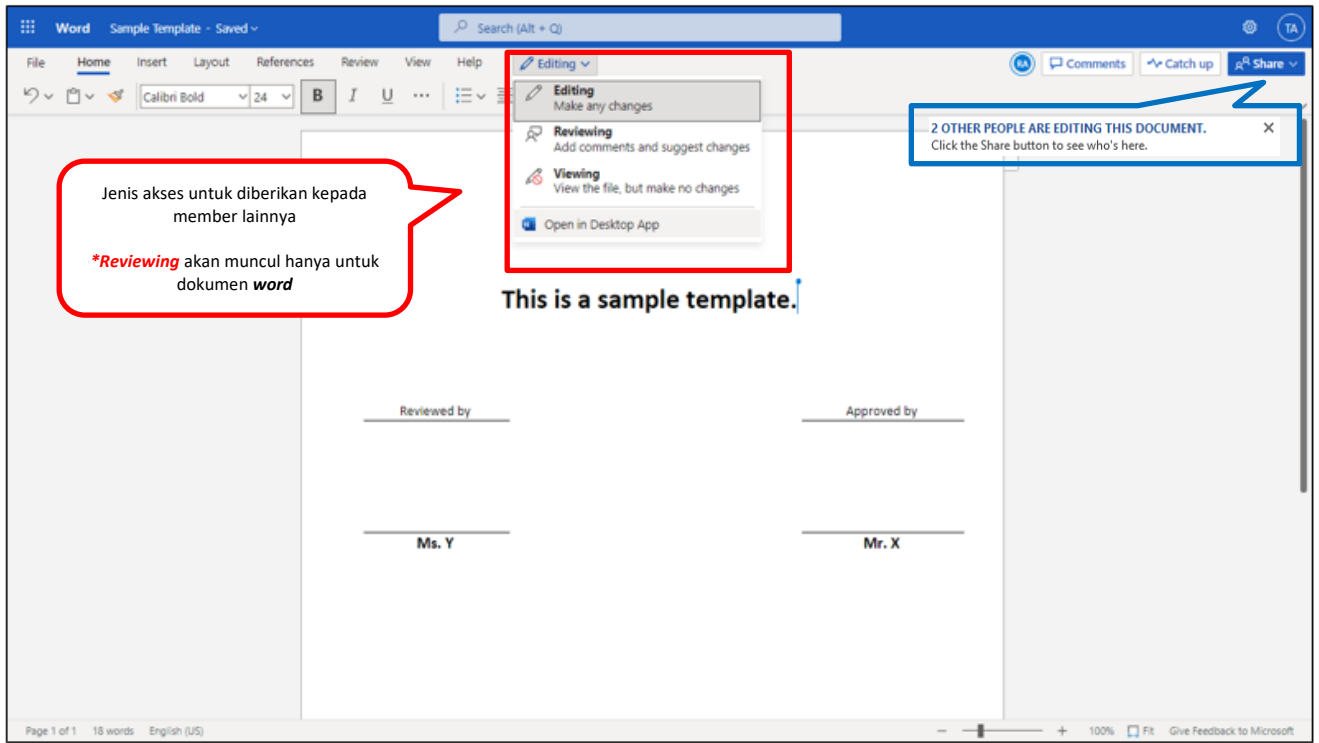 Word Sample Template - Saved
Search (Alt + Q)
TA
File Home Insert Layout References Review View Help Editing
RA Comments Catch up Share
Calibri Bold 24 B I U ...
Editing
Make any changes
Reviewing
Add comments and suggest changes
Viewing
View the file, but make no changes
Open in Desktop App
2 OTHER PEOPLE ARE EDITING THIS DOCUMENT.
Click the Share button to see who's here.
Jenis akses untuk diberikan kepada
member lainnya
*Reviewing akan muncul hanya untuk
dokumen word
This is a sample template.
Reviewed by Approved by
Ms. Y Mr. X
Page 1 of 1 18 words English (US) 100% Fit Give Feedback to Microsoft